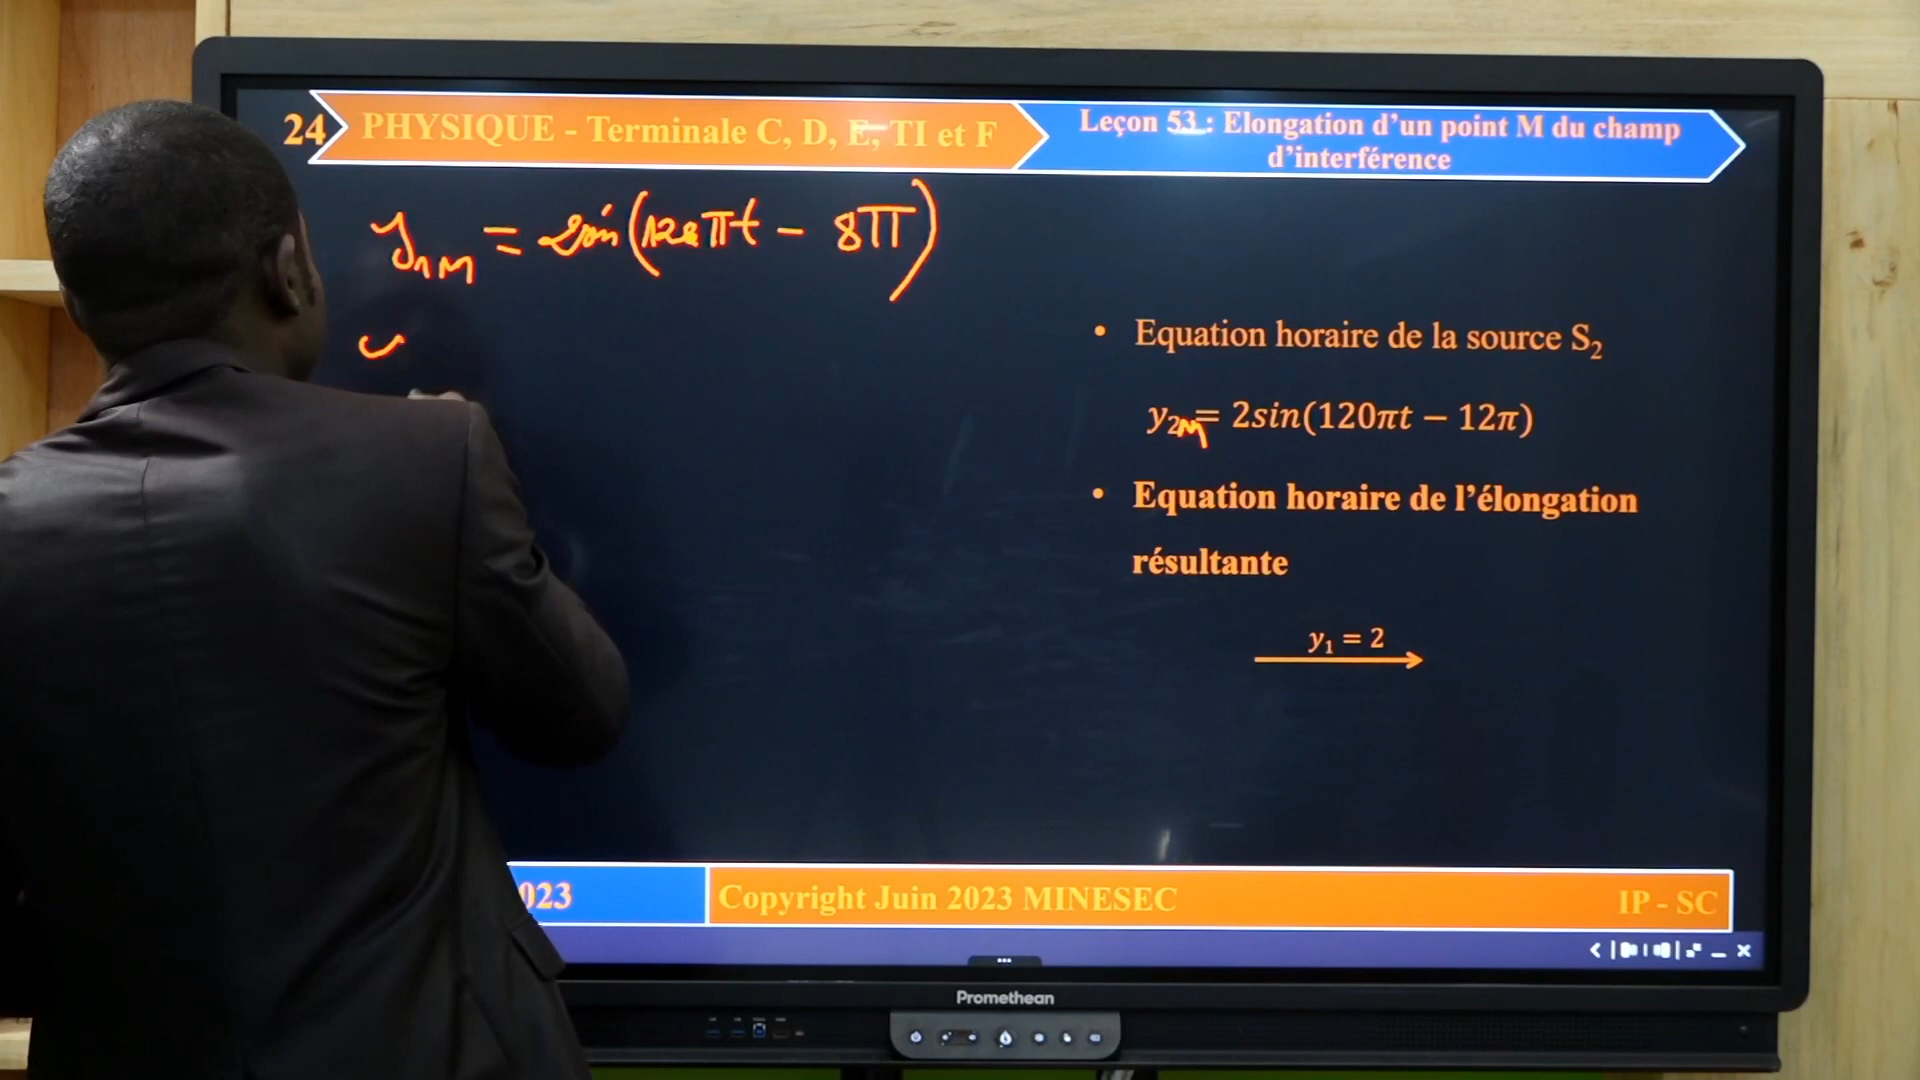 24
PHYSIQUE - Terminale C, D, E, TI et F
Leçon 53 : Elongation d’un point M du champ
d’interférence
y1M = 2sin(120πt - 8π)
• Equation horaire de la source S2
y2M = 2sin(120πt − 12π)
• Equation horaire de l’élongation
résultante
y1 = 2
023
Copyright Juin 2023 MINESEC
IP - SC
Promethean